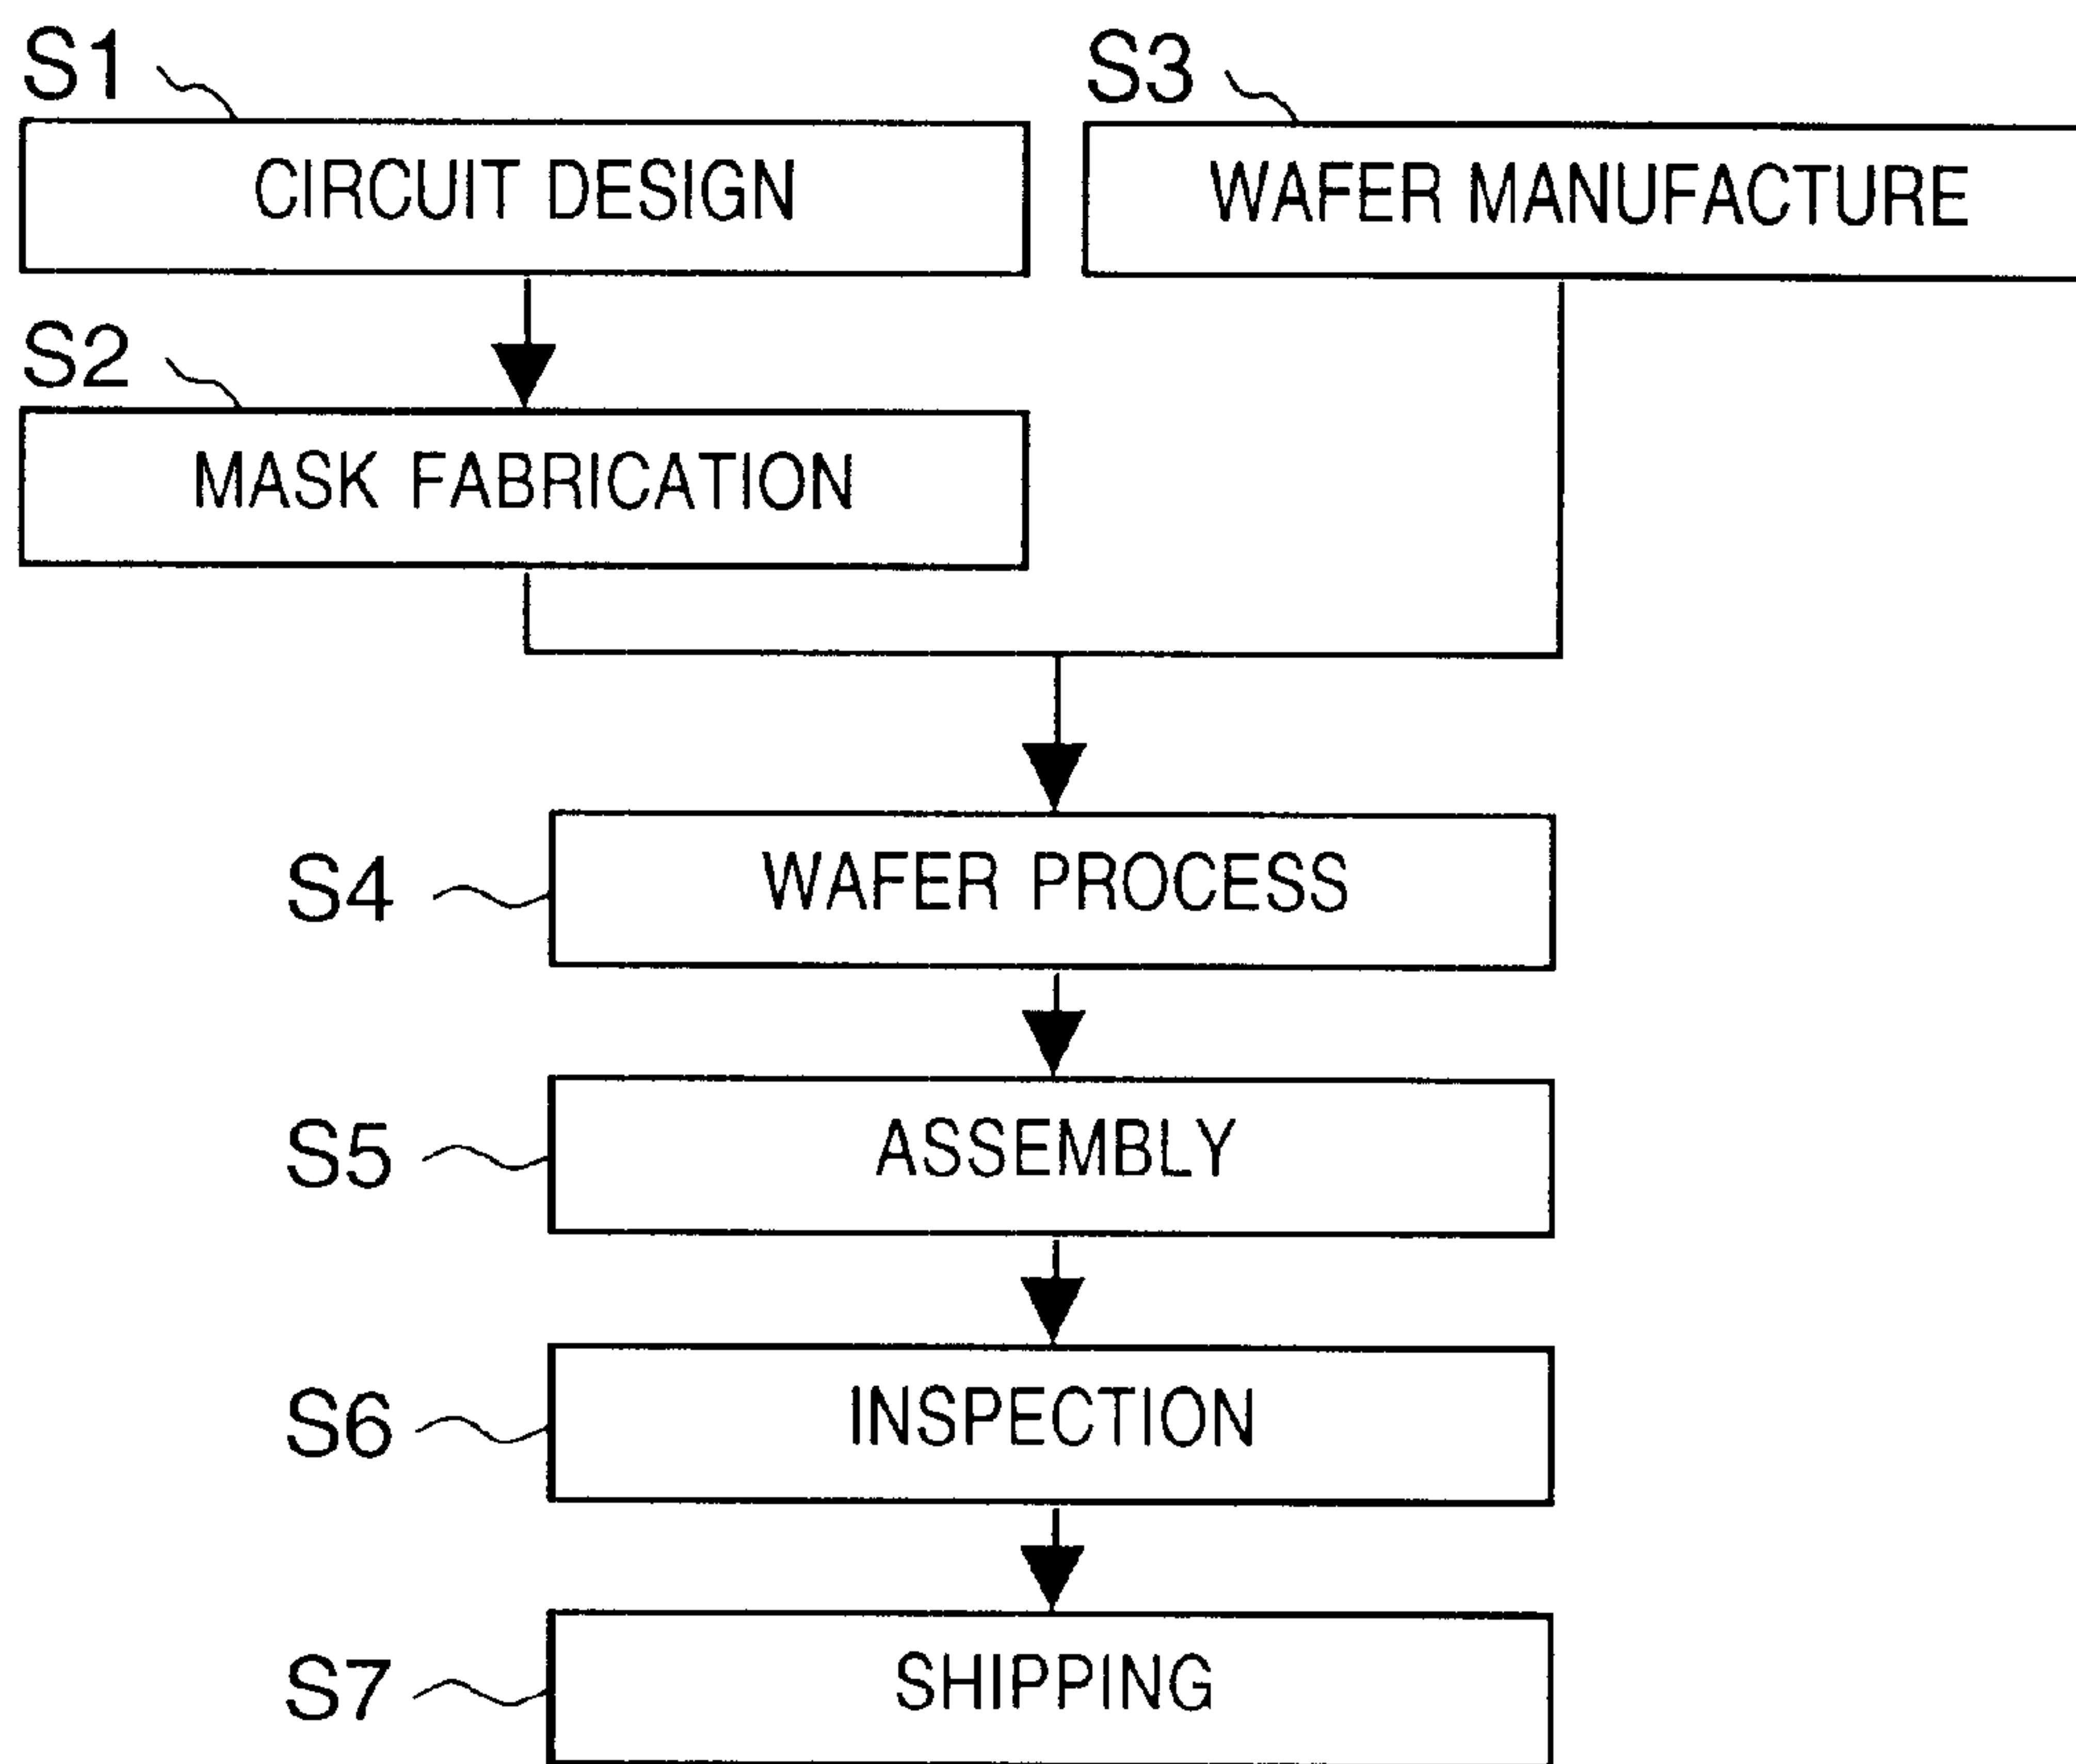 S1
CIRCUIT DESIGN
S3
WAFER MANUFACTURE
S2
MASK FABRICATION
S4
WAFER PROCESS
S5
ASSEMBLY
S6
INSPECTION
S7
SHIPPING